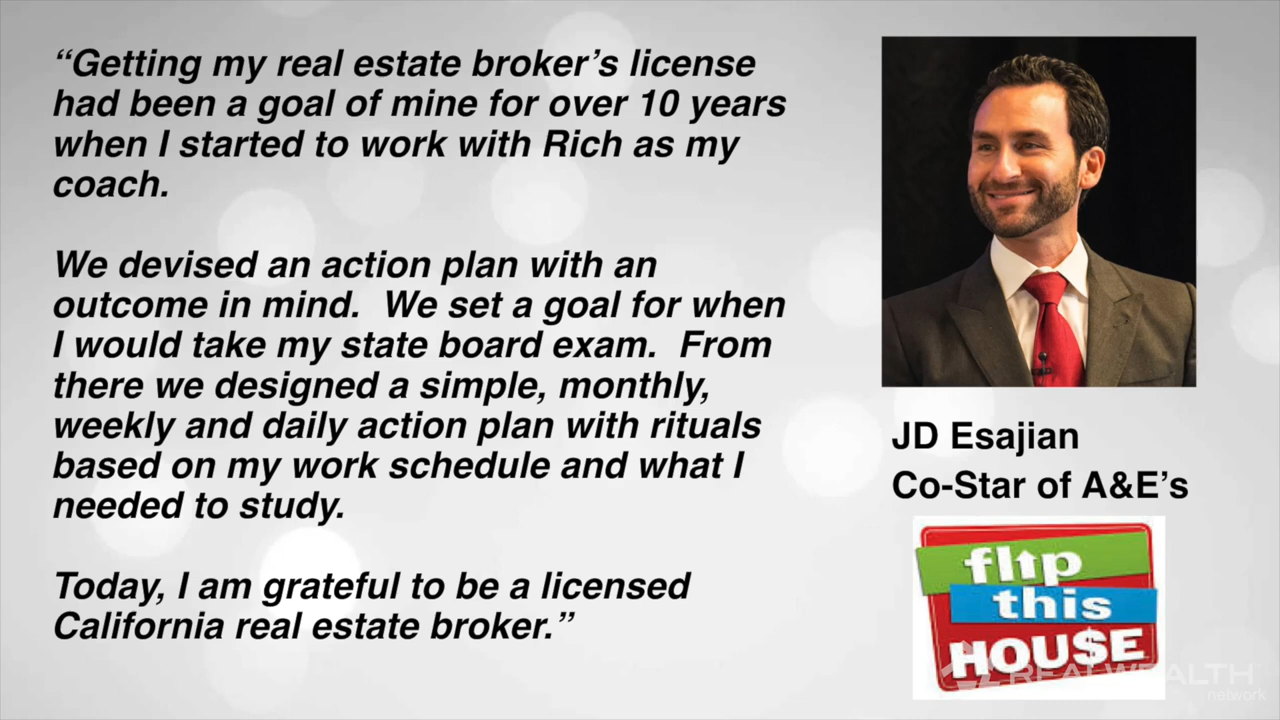 “Getting my real estate broker’s license
had been a goal of mine for over 10 years
when I started to work with Rich as my
coach.
We devised an action plan with an
outcome in mind.  We set a goal for when
I would take my state board exam.  From
there we designed a simple, monthly,
weekly and daily action plan with rituals
based on my work schedule and what I
needed to study.
Today, I am grateful to be a licensed
California real estate broker.”
JD Esajian
Co-Star of A&E’s
flip
this
HOU$E
REALWEALTH
network